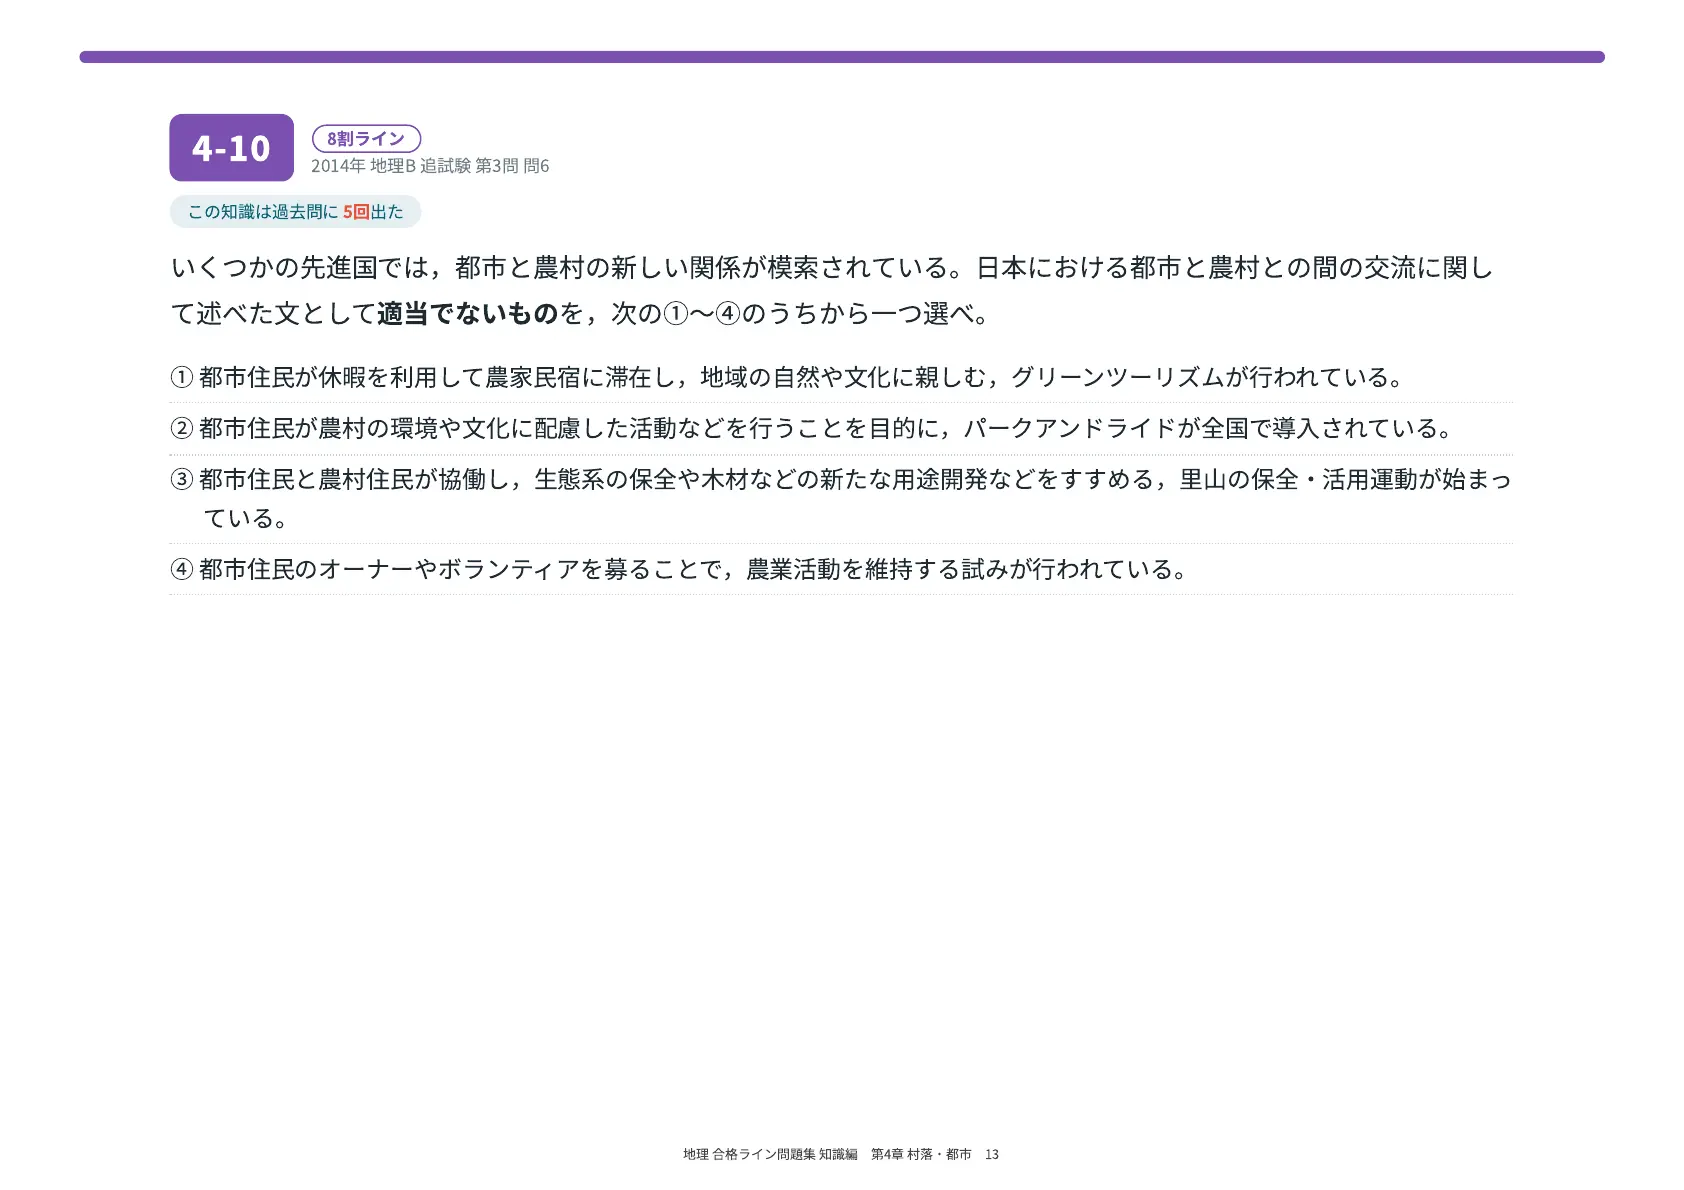 4-10
8割ライン
2014年 地理B 追試験 第3問 問6
この知識は過去問に 5回出た
いくつかの先進国では，都市と農村の新しい関係が模索されている。日本における都市と農村との間の交流に関し
て述べた文として適当でないものを，次の①〜④のうちから一つ選べ。
① 都市住民が休暇を利用して農家民宿に滞在し，地域の自然や文化に親しむ，グリーンツーリズムが行われている。
② 都市住民が農村の環境や文化に配慮した活動などを行うことを目的に，パークアンドライドが全国で導入されている。
③ 都市住民と農村住民が協働し，生態系の保全や木材などの新たな用途開発などをすすめる，里山の保全・活用運動が始まっ
ている。
④ 都市住民のオーナーやボランティアを募ることで，農業活動を維持する試みが行われている。
地理 合格ライン問題集 知識編　第4章 村落・都市　13